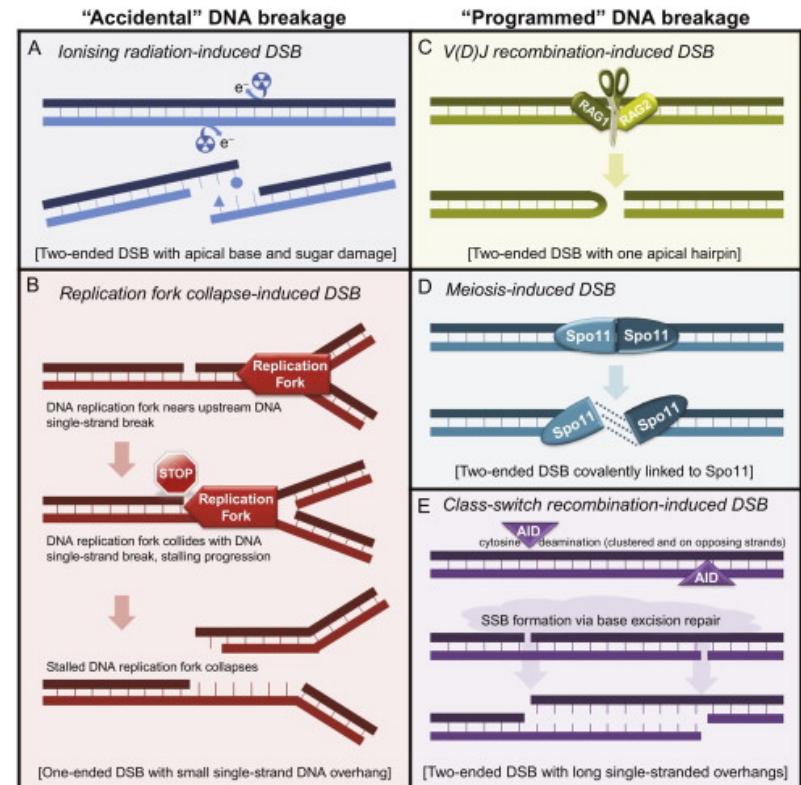 "Accidental" DNA breakage
"Programmed" DNA breakage
A Ionising radiation-induced DSB
e⁻
e⁻
[Two-ended DSB with apical base and sugar damage]
B Replication fork collapse-induced DSB
Replication
Fork
DNA replication fork nears upstream DNA
single-strand break
STOP
Replication
Fork
DNA replication fork collides with DNA
single-strand break, stalling progression
Stalled DNA replication fork collapses
[One-ended DSB with small single-strand DNA overhang]
C V(D)J recombination-induced DSB
RAG1
RAG2
[Two-ended DSB with one apical hairpin]
D Meiosis-induced DSB
Spo11
Spo11
Spo11
Spo11
[Two-ended DSB covalently linked to Spo11]
E Class-switch recombination-induced DSB
AID
cytosine deamination (clustered and on opposing strands)
AID
SSB formation via base excision repair
[Two-ended DSB with long single-stranded overhangs]